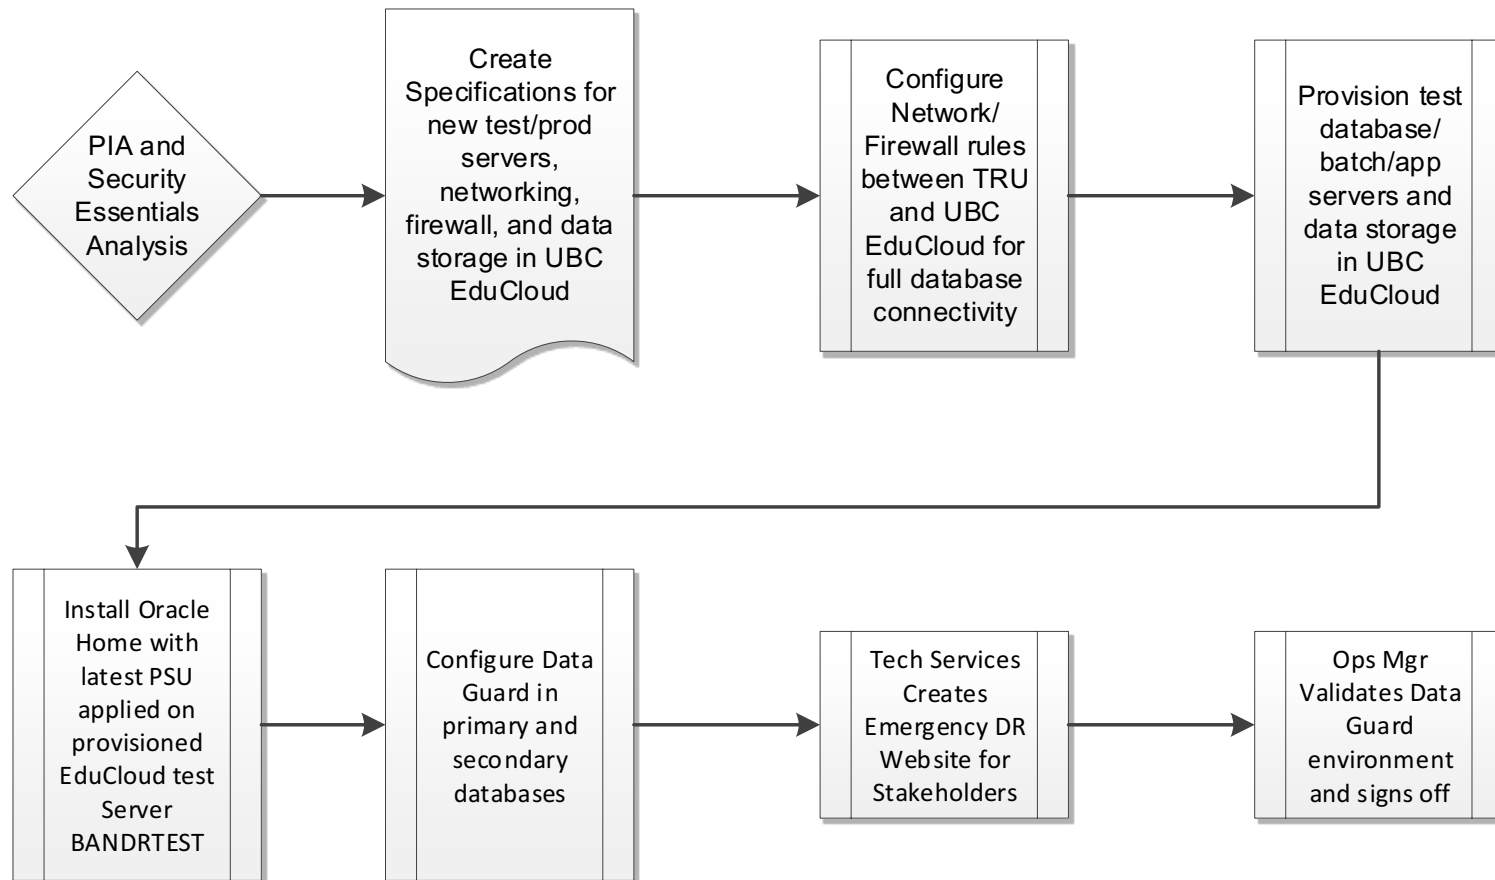 PIA and
Security
Essentials
Analysis
Create
Specifications for
new test/prod
servers,
networking,
firewall, and data
storage in UBC
EduCloud
Configure
Network/
Firewall rules
between TRU
and UBC
EduCloud for
full database
connectivity
Provision test
database/
batch/app
servers and
data storage
in UBC
EduCloud
Install Oracle
Home with
latest PSU
applied on
provisioned
EduCloud test
Server
BANDRTEST
Configure Data
Guard in
primary and
secondary
databases
Tech Services
Creates
Emergency DR
Website for
Stakeholders
Ops Mgr
Validates Data
Guard
environment
and signs off